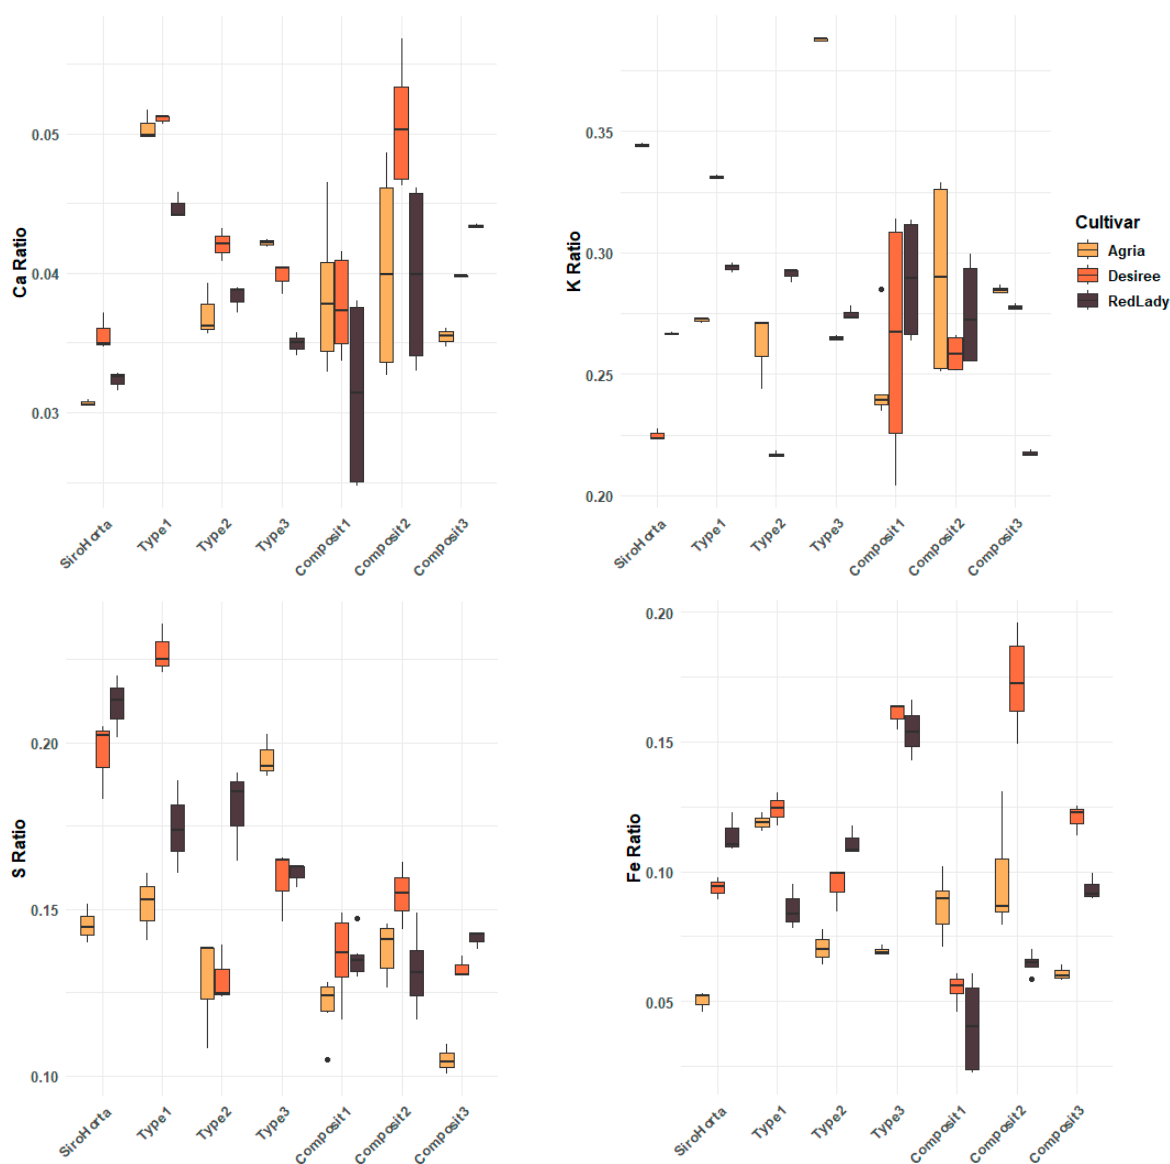 Ca Ratio
0.05
0.04
0.03
SiroHorta
Type1
Type2
Type3
Composit1
Composit2
Composit3
K Ratio
0.35
0.30
0.25
0.20
SiroHorta
Type1
Type2
Type3
Composit1
Composit2
Composit3
Cultivar
Agria
Desiree
RedLady
S Ratio
0.20
0.15
0.10
SiroHorta
Type1
Type2
Type3
Composit1
Composit2
Composit3
Fe Ratio
0.20
0.15
0.10
0.05
SiroHorta
Type1
Type2
Type3
Composit1
Composit2
Composit3